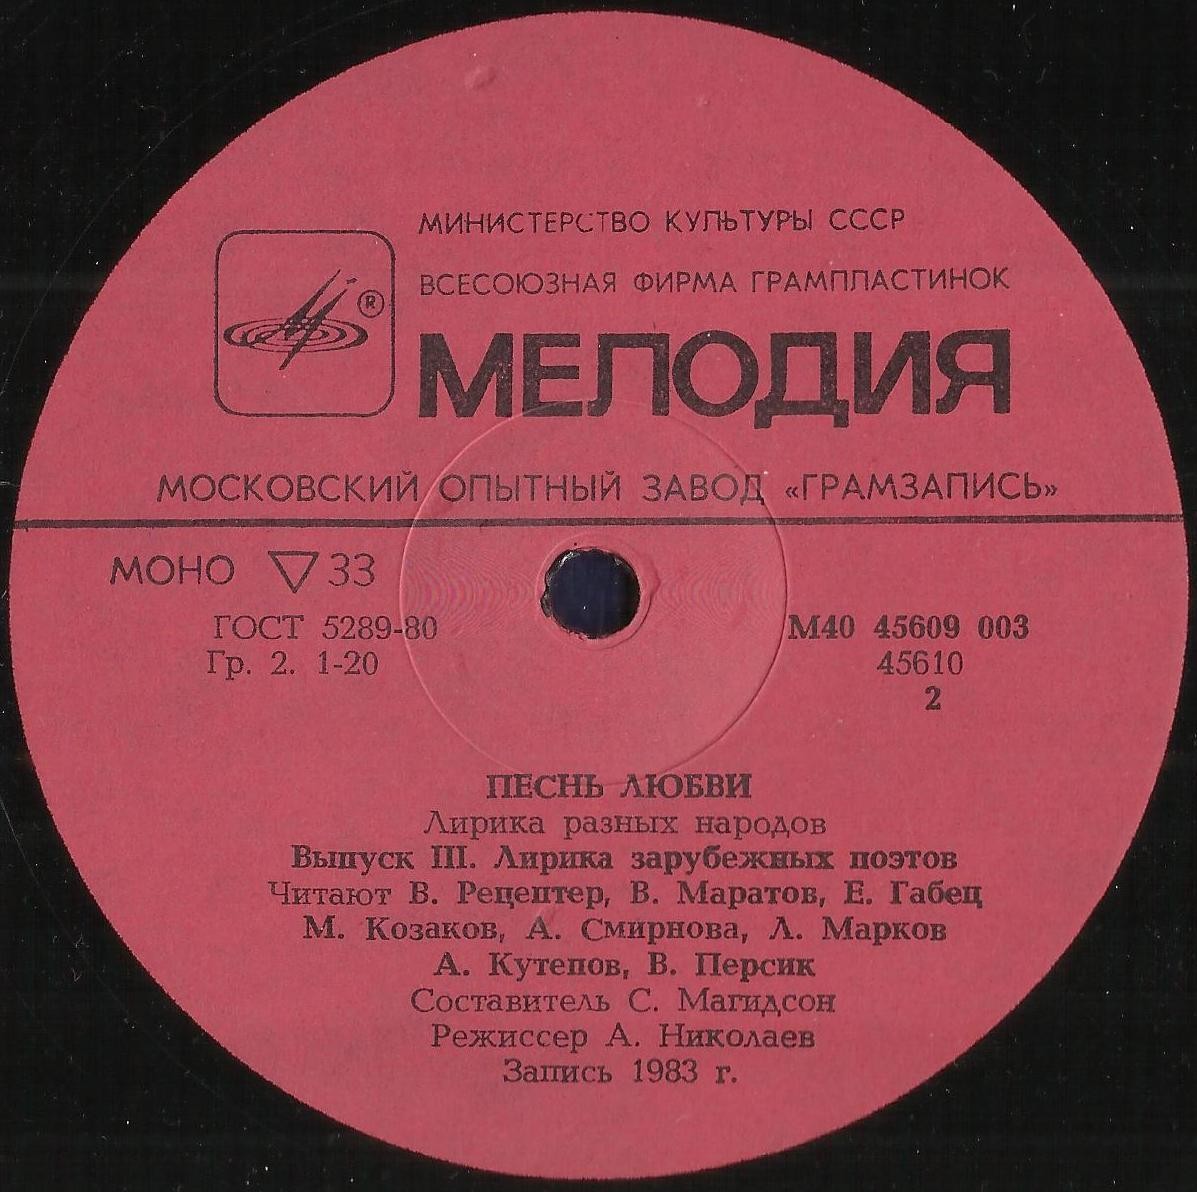 МИНИСТЕРСТВО КУЛЬТУРЫ СССР
ВСЕСОЮЗНАЯ ФИРМА ГРАМПЛАСТИНОК
®
МЕЛОДИЯ
МОСКОВСКИЙ ОПЫТНЫЙ ЗАВОД «ГРАМЗАПИСЬ»
МОНО ▽ 33
ГОСТ 5289-80 М40 45609 003
Гр. 2. 1-20 45610
2
ПЕСНЬ ЛЮБВИ
Лирика разных народов
Выпуск III. Лирика зарубежных поэтов
Читают В. Рецептер, В. Маратов, Е. Габец
М. Козаков, А. Смирнова, Л. Марков
А. Кутепов, В. Персик
Составитель С. Магидсон
Режиссер А. Николаев
Запись 1983 г.